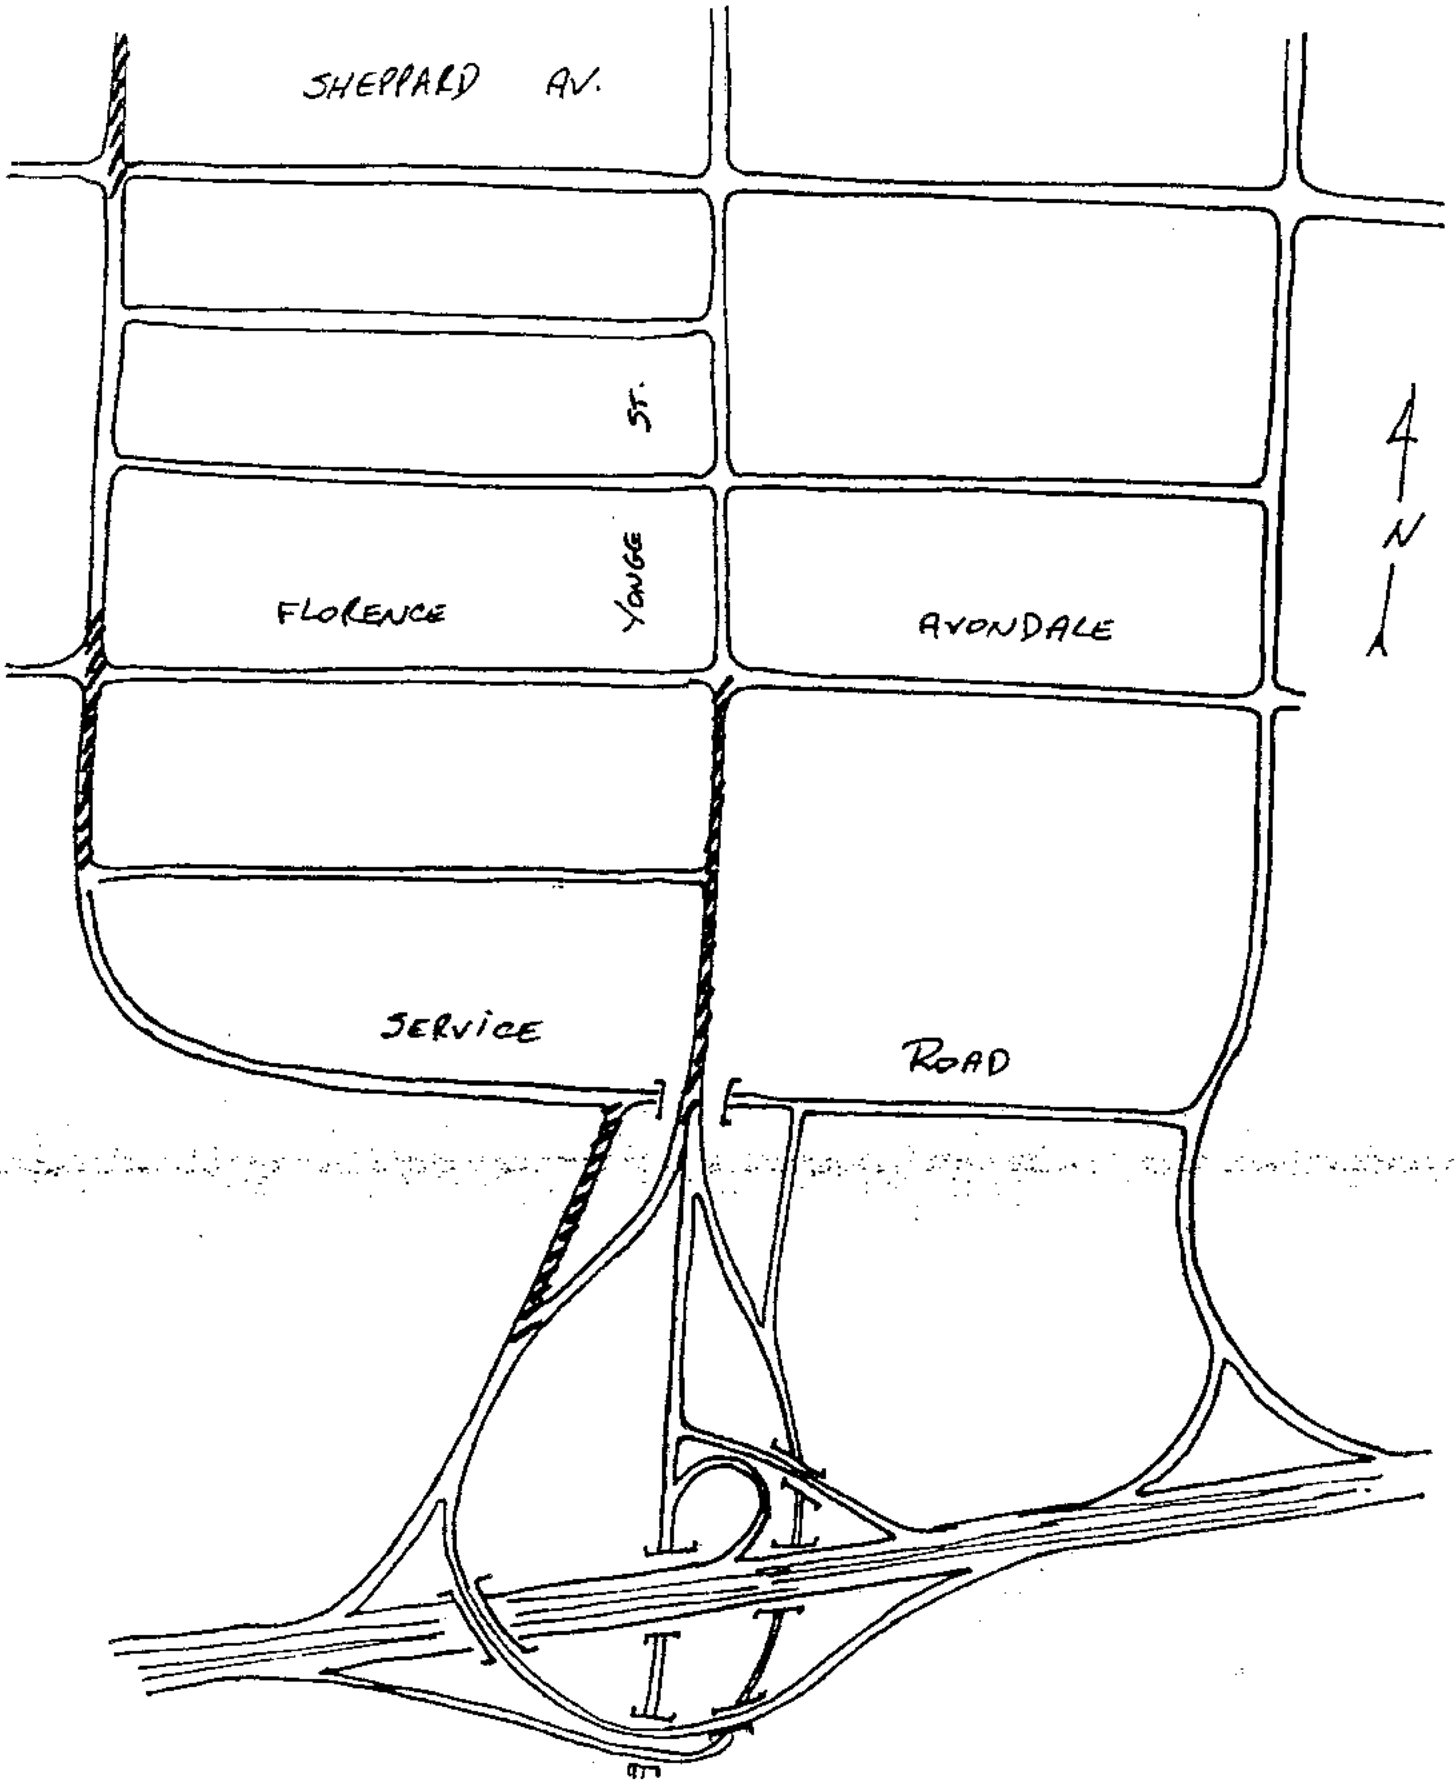 SHEPPARD AV.
YONGE ST.
N
FLORENCE
AVONDALE
SERVICE ROAD